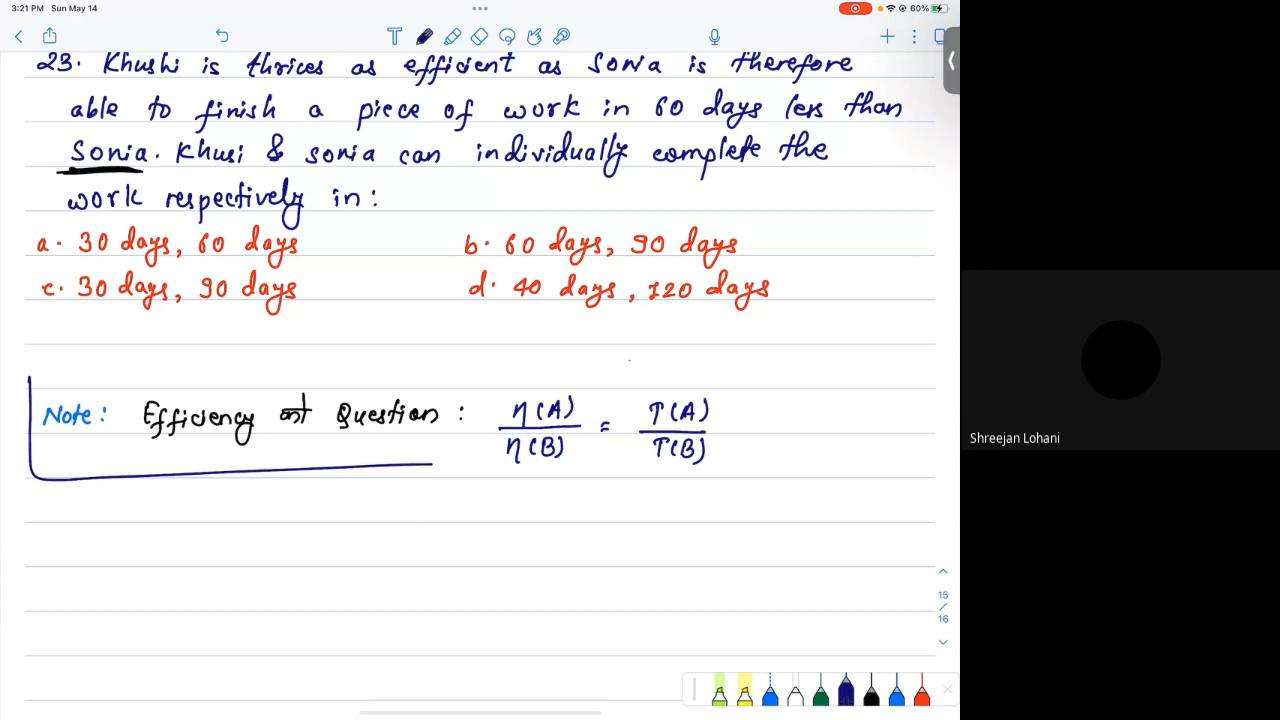 3:21 PM Sun May 14
60%
23. Khushi is thrices as efficient as Sonia is therefore
able to finish a piece of work in 60 days less than
Sonia. Khusi & sonia can individually complete the
work respectively in:
a. 30 days, 60 days b. 60 days, 90 days
c. 30 days, 90 days d. 40 days, 120 days
Note: Efficiency Question: η(A)/η(B) = T(A)/T(B)
Shreejan Lohani
15
/
16